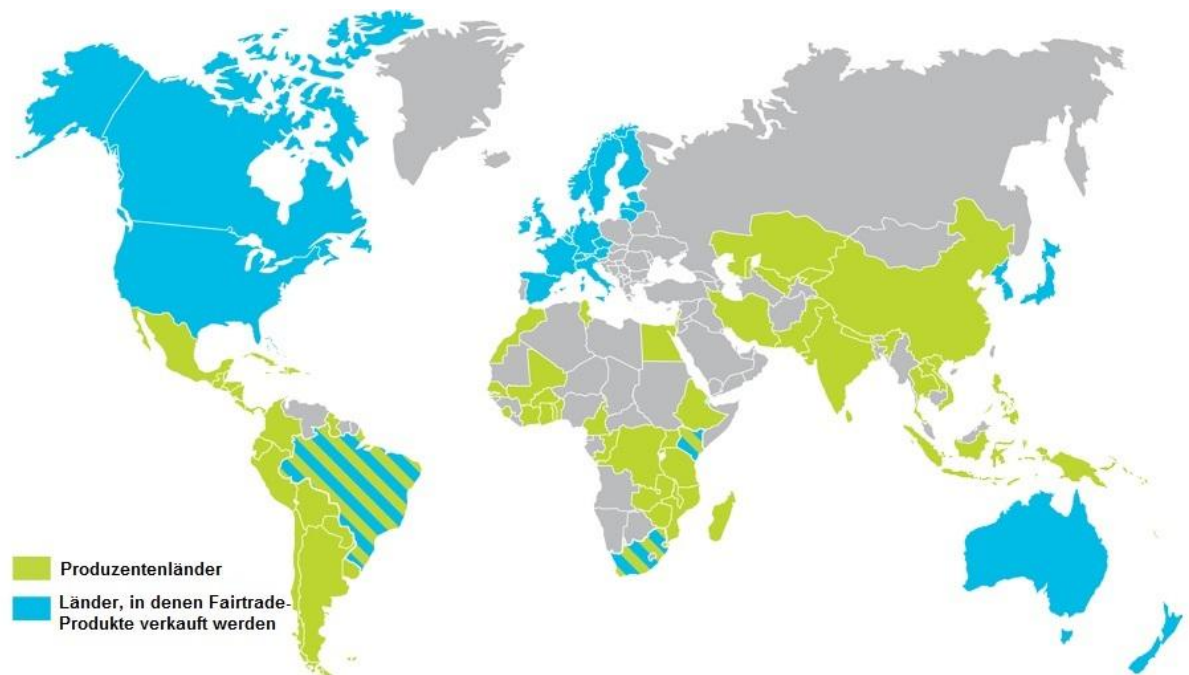 Produzentenländer
Länder, in denen Fairtrade-
Produkte verkauft werden